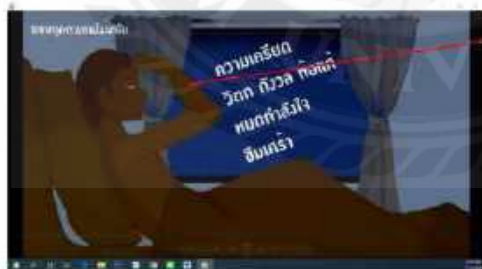 ความเครียด
วิตก กังวล ท้อแท้
หมดกำลังใจ
ซึมเศร้า